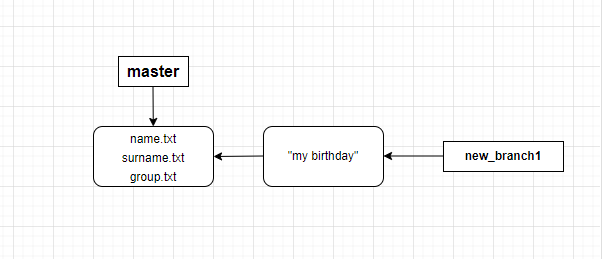 master
name.txt
surname.txt
group.txt
"my birthday"
new_branch1